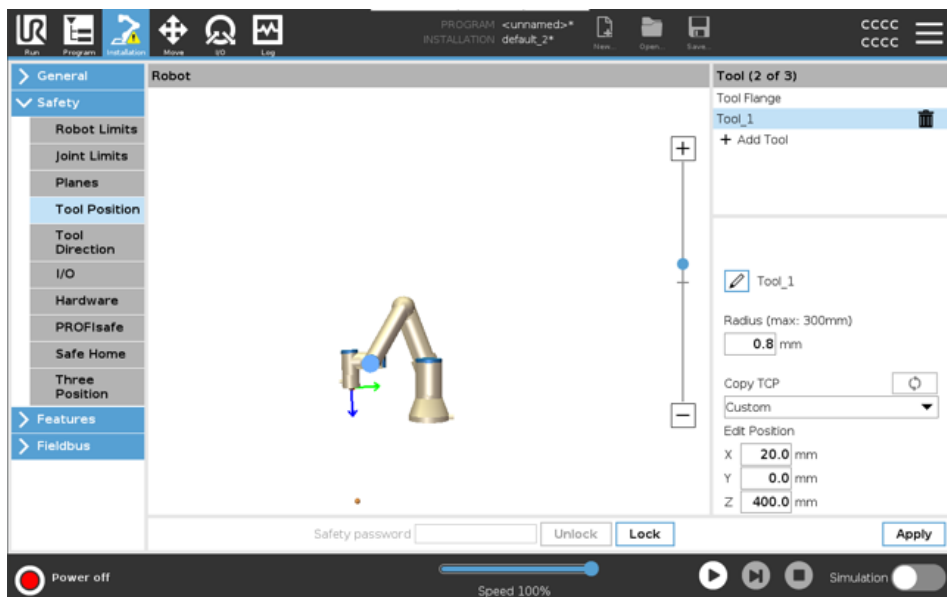 UR
Run
Program
Installation
Move
I/O
Log
PROGRAM <unnamed>*
INSTALLATION default_2*
New...
Open...
Save...
CCCC
CCCC
General
Safety
Robot Limits
Joint Limits
Planes
Tool Position
Tool
Direction
I/O
Hardware
PROFIsafe
Safe Home
Three
Position
Features
Fieldbus
Robot
Tool (2 of 3)
Tool Flange
Tool_1
+ Add Tool
Tool_1
Radius (max: 300mm)
0.8 mm
Copy TCP
Custom
Edit Position
X 20.0 mm
Y 0.0 mm
Z 400.0 mm
Safety password
Unlock
Lock
Apply
Power off
Speed 100%
Simulation